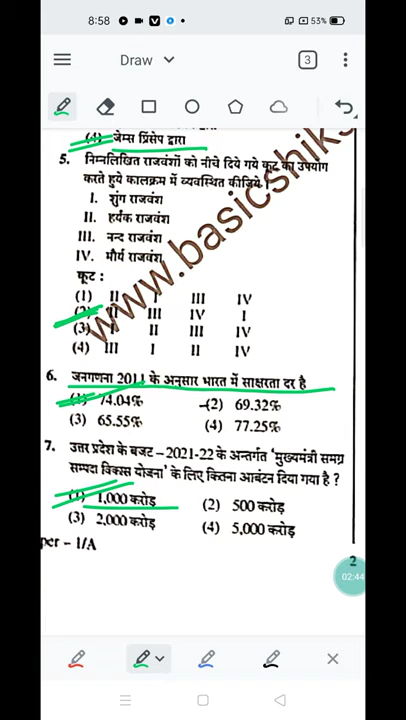 8:58
53%
Draw
3
(4) जेम्स प्रिंसेप द्वारा
5. निम्नलिखित राजवंशों को नीचे दिये गये कूट का उपयोग
करते हुये कालक्रम में व्यवस्थित कीजिये
I. शुंग राजवंश
II. हर्यंक राजवंश
III. नन्द राजवंश
IV. मौर्य राजवंश
कूट :
(1) II I III IV
(2) II III IV I
(3) I II III IV
(4) III I II IV
www.basicshiks
6. जनगणना 2011 के अनुसार भारत में साक्षरता दर है
(1) 74.04% (2) 69.32%
(3) 65.55% (4) 77.25%
7. उत्तर प्रदेश के बजट – 2021-22 के अन्तर्गत 'मुख्यमंत्री समग्र
सम्पदा विकास योजना' के लिए कितना आबंटन दिया गया है ?
(1) 1,000 करोड़ (2) 500 करोड़
(3) 2,000 करोड़ (4) 5,000 करोड़
per – 1/A
2
02:44